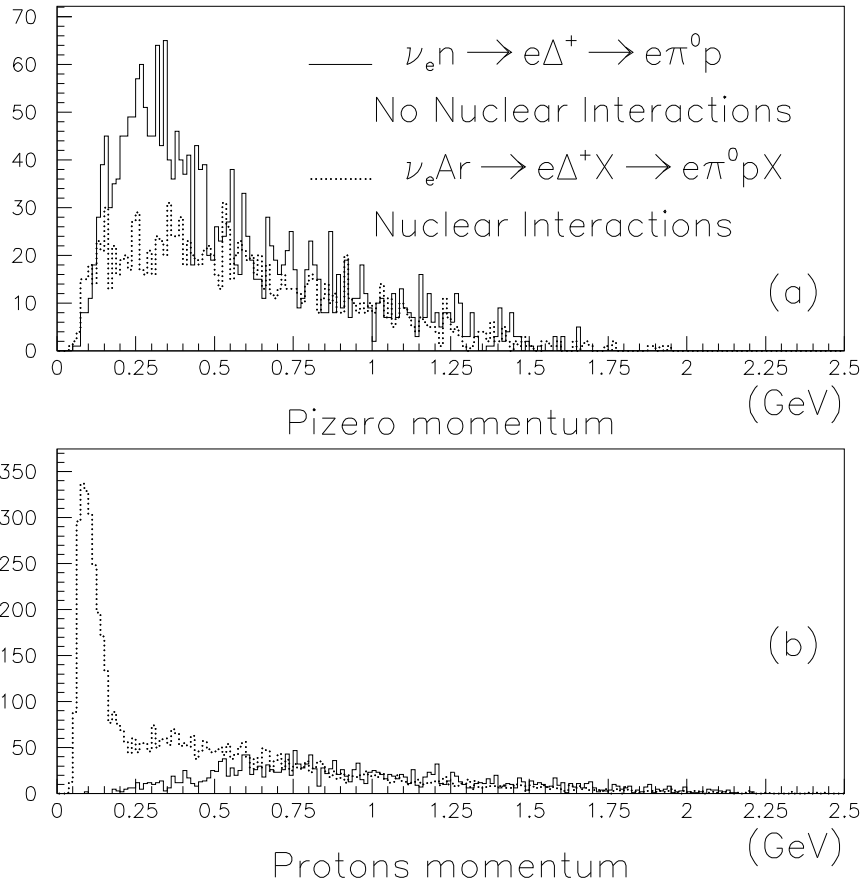 70
60
50
40
30
20
10
0
ν_e n → eΔ⁺ → eπ⁰p
No Nuclear Interactions
ν_e Ar → eΔ⁺X → eπ⁰pX
Nuclear Interactions
(a)
0 0.25 0.5 0.75 1 1.25 1.5 1.75 2 2.25 2.5
(GeV)
Pizero momentum
350
300
250
200
150
100
50
0
(b)
0 0.25 0.5 0.75 1 1.25 1.5 1.75 2 2.25 2.5
(GeV)
Protons momentum